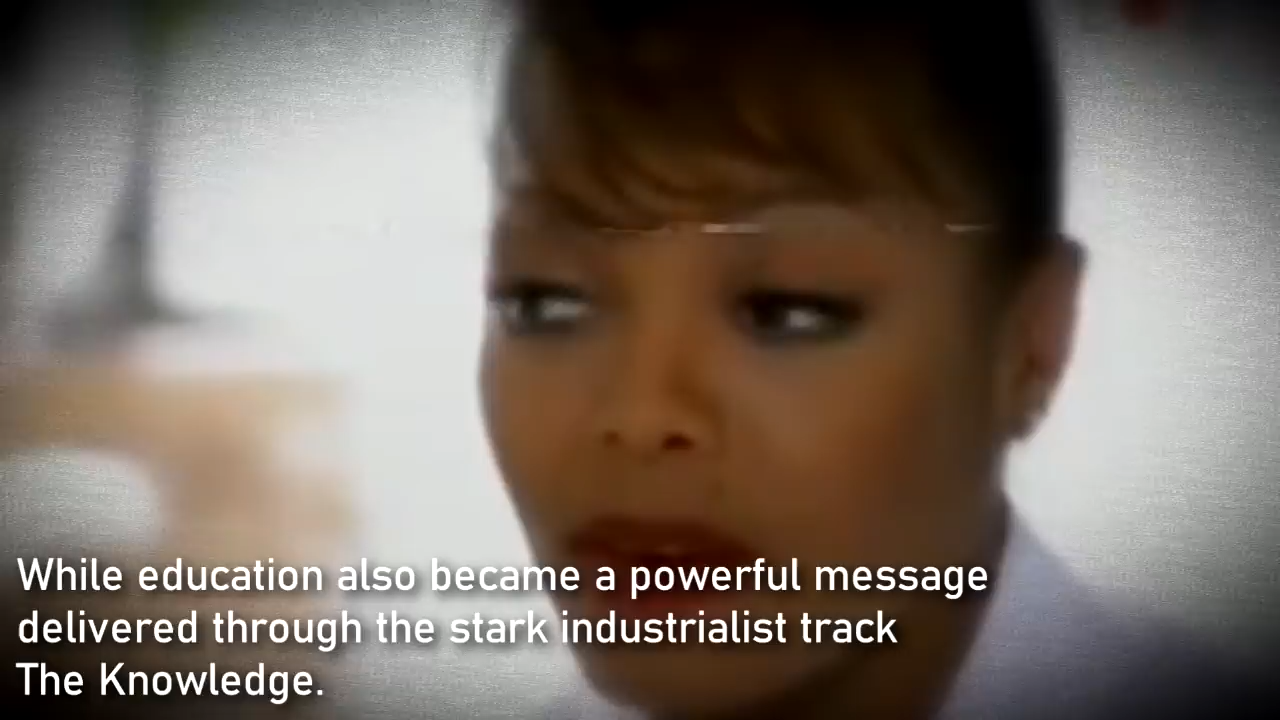 While education also became a powerful message
delivered through the stark industrialist track
The Knowledge.